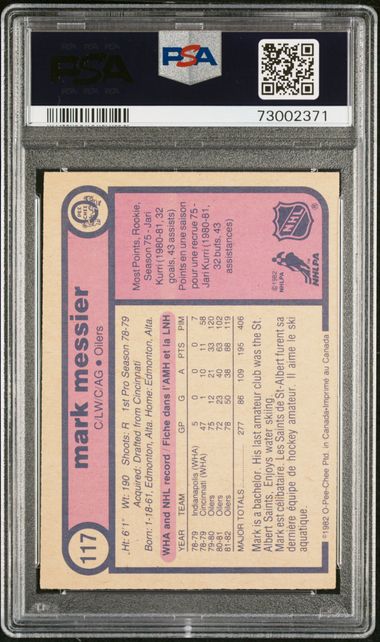 PSA
PSA
73002371
117
mark messier
C/LW/C/AG ● Oilers
Ht: 6'1" Wt: 190 Shoots: R 1st Pro Season 78-79
Acquired: Drafted from Cincinnati
Born: 1-18-61, Edmonton, Alta. Home: Edmonton, Alta.
WHA and NHL record Fiche dans l'AMH et la LNH
YEAR TEAM GP G A PTS PIM
78-79 Indianapolis (WHA) 5 0 0 0 0
78-79 Cincinnati (WHA) 47 1 10 11 58
79-80 Oilers 75 12 21 33 120
80-81 Oilers 72 23 40 63 102
81-82 Oilers 78 50 38 88 119
MAJOR TOTALS 277 86 109 195 406
Mark is a bachelor. His last amateur club was the St.
Albert Saints. Enjoys water skiing.
Mark est célibataire. Les Saints de St-Albert furent sa
dernière équipe de hockey amateur. Il aime le ski
aquatique.
©1982 O-Pee-Chee Ptd. in Canada-Imprimé au Canada
O-PEE-CHEE
Most Points, Rookie,
Season 75 - Jari
Kurri (1980-81, 32
goals, 43 assists)
Points en une saison
pour une recrue 75 -
Jari Kurri (1980-81,
32 buts, 43
assistances)
NHL
®
©1982
NHLPA
NHLPA